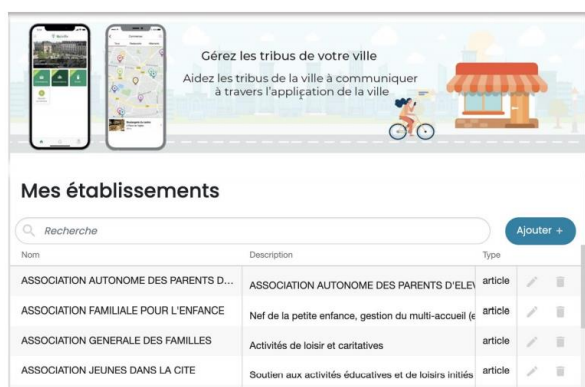 Gérez les tribus de votre ville
Aidez les tribus de la ville à communiquer
à travers l'application de la ville
Mes établissements
Recherche
Ajouter +
Nom Description Type
ASSOCIATION AUTONOME DES PARENTS D... ASSOCIATION AUTONOME DES PARENTS D'ELEV article
ASSOCIATION FAMILIALE POUR L'ENFANCE Nef de la petite enfance, gestion du multi-accueil (e article
ASSOCIATION GENERALE DES FAMILLES Activités de loisir et caritatives article
ASSOCIATION JEUNES DANS LA CITE Soutien aux activités éducatives et de loisirs initiés article